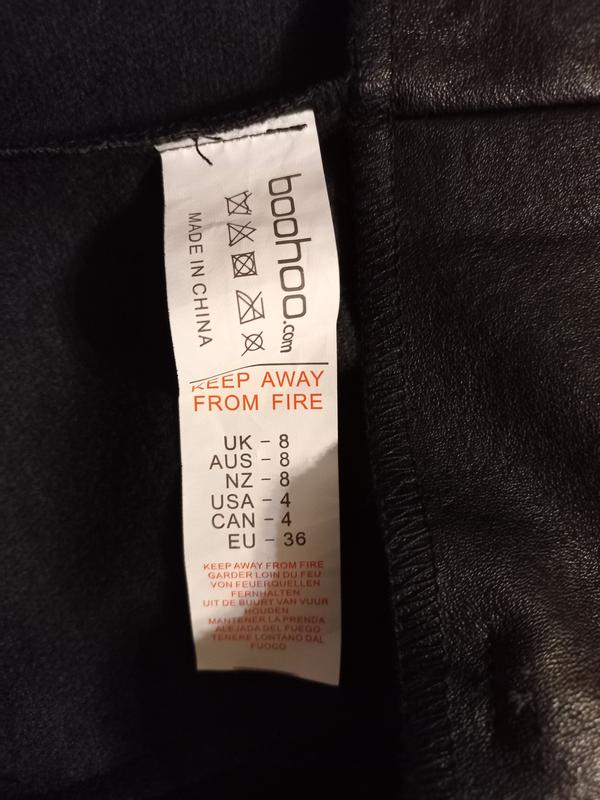 boohoo.com
MADE IN CHINA
KEEP AWAY
FROM FIRE
UK - 8
AUS - 8
NZ - 8
USA - 4
CAN - 4
EU - 36
KEEP AWAY FROM FIRE
GARDER LOIN DU FEU
VON FEUERQUELLEN
FERNHALTEN
UIT DE BUURT VAN VUUR
HOUDEN
MANTENER LA PRENDA
ALEJADA DEL FUEGO
TENERE LONTANO DAL
FUOCO